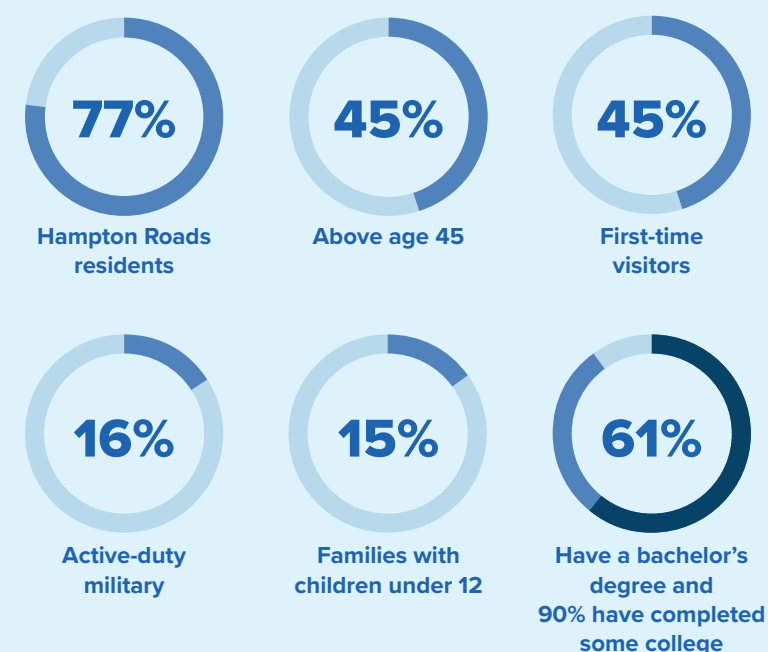 77%
Hampton Roads
residents
45%
Above age 45
45%
First-time
visitors
16%
Active-duty
military
15%
Families with
children under 12
61%
Have a bachelor’s
degree and
90% have completed
some college